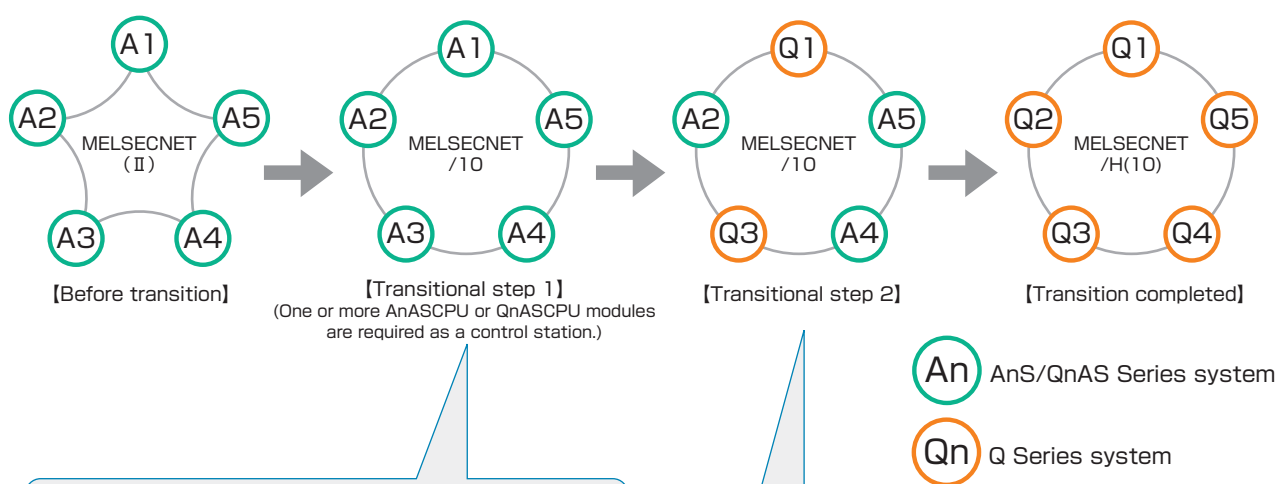 A1
A2
A5
MELSECNET
(Ⅱ)
A3
A4
【Before transition】
A1
A2
A5
MELSECNET
/10
A3
A4
【Transitional step 1】
(One or more AnASCPU or QnASCPU modules
are required as a control station.)
Q1
A2
A5
MELSECNET
/10
Q3
A4
【Transitional step 2】
Q1
Q2
Q5
MELSECNET
/H(10)
Q3
Q4
【Transition completed】
An AnS/QnAS Series system
Qn Q Series system